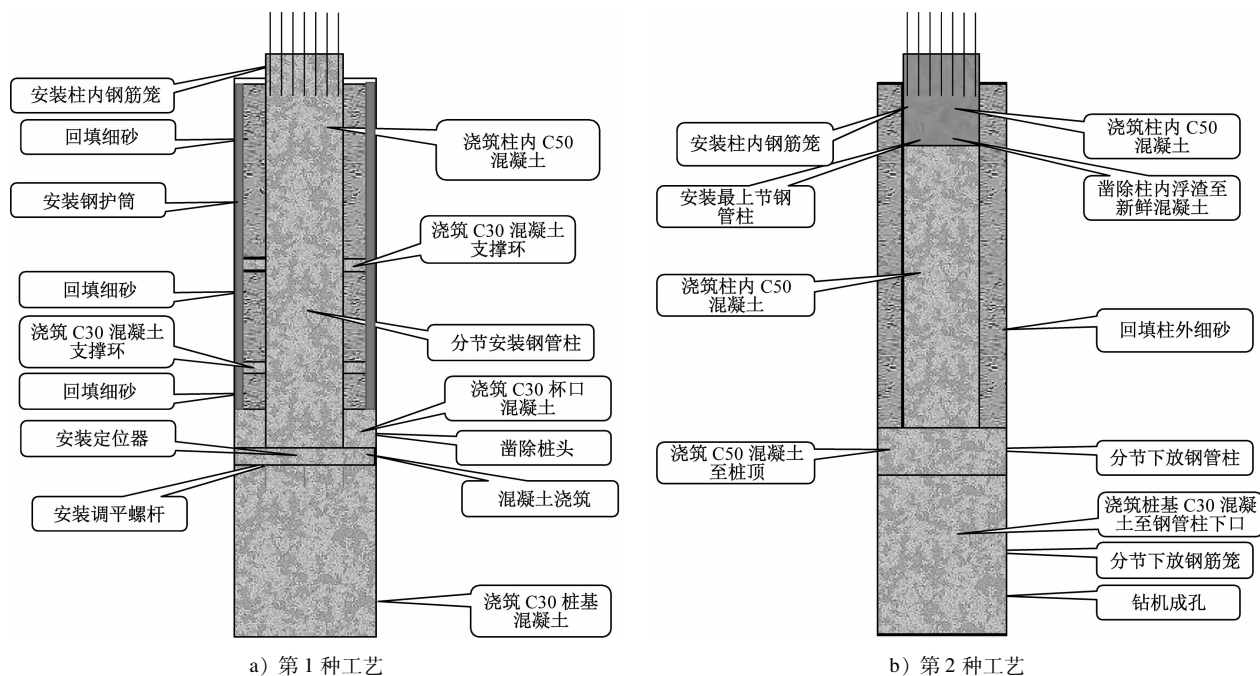 安装柱内钢筋笼
回填细砂
安装钢护筒
回填细砂
浇筑 C30 混凝土
支撑环
回填细砂
安装定位器
安装调平螺杆
浇筑柱内 C50
混凝土
浇筑 C30 混凝土
支撑环
分节安装钢管柱
浇筑 C30 杯口
混凝土
凿除桩头
混凝土浇筑
浇筑 C30 桩基
混凝土
a) 第 1 种工艺
安装柱内钢筋笼
安装最上节钢
管柱
浇筑柱内 C50
混凝土
浇筑 C50 混凝土
至桩顶
浇筑柱内 C50
混凝土
凿除柱内浮渣至
新鲜混凝土
回填柱外细砂
分节下放钢管柱
浇筑桩基 C30 混凝
土至钢管柱下口
分节下放钢筋笼
钻机成孔
b) 第 2 种工艺